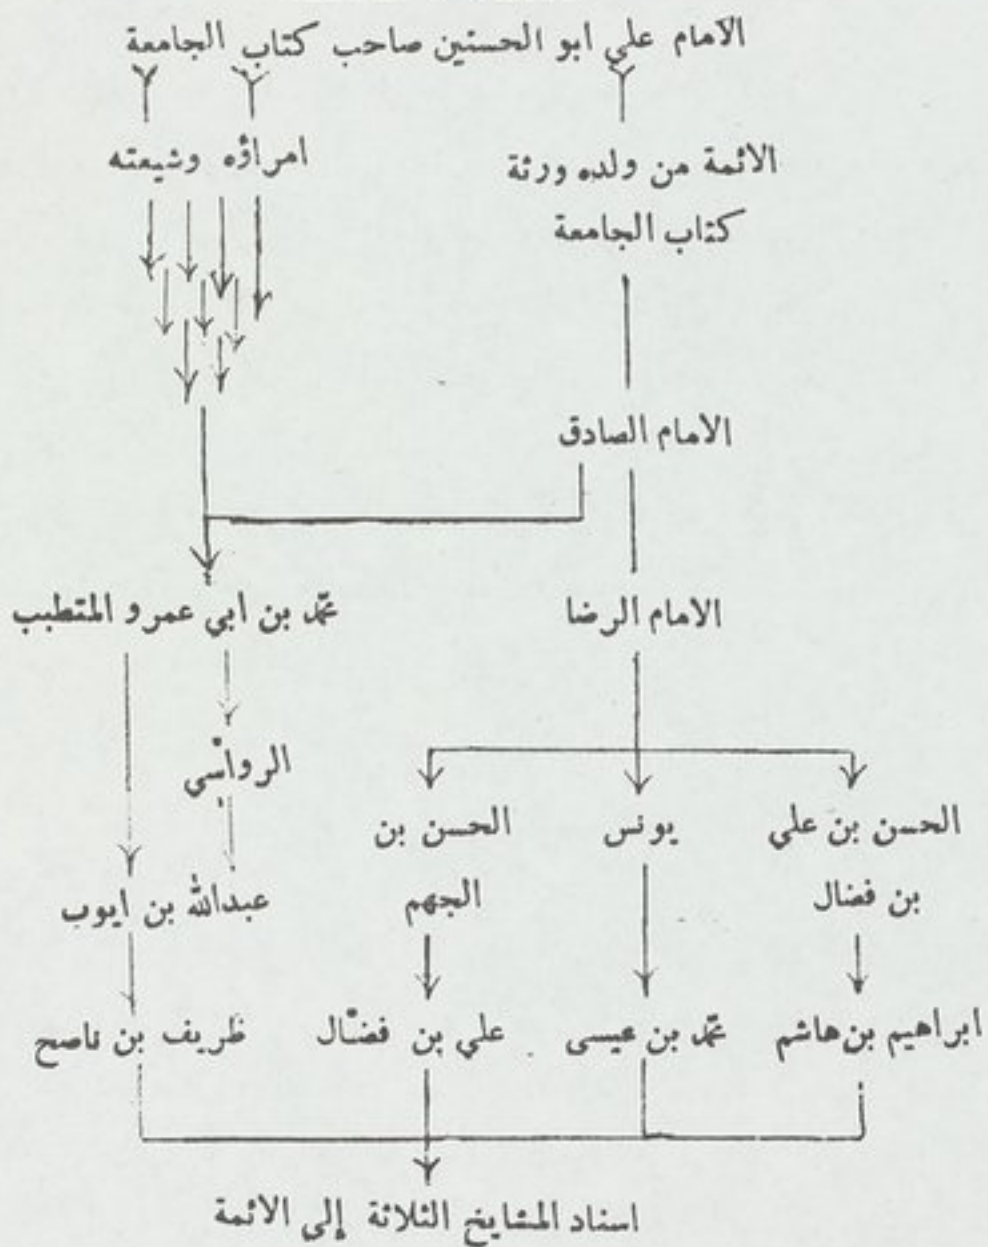 الامام علي ابو الحسنين صاحب كتاب الجامعة
الائمة من ولده ورثة
كتاب الجامعة
امراؤه وشيعته
الامام الصادق
الامام الرضا
محمد بن ابي عمرو المتطبب
الرواسي
الحسن بن علي
بن فضال
يونس
الحسن بن
الجهم
عبدالله بن ايوب
ابراهيم بن هاشم
محمد بن عيسى
علي بن فضّال
ظريف بن ناصح
اسناد المشايخ الثلاثة إلى الائمة